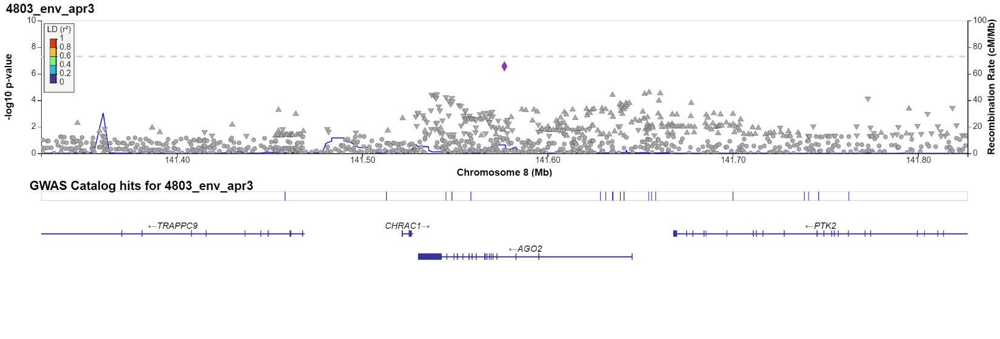 4803_env_apr3
10
8
6
4
2
0
-log10 p-value
LD (r²)
1
0.8
0.6
0.4
0.2
0
100
80
60
40
20
0
Recombination Rate (cM/Mb)
141.40 141.50 141.60 141.70 141.80
Chromosome 8 (Mb)
GWAS Catalog hits for 4803_env_apr3
←TRAPPC9 CHRAC1→ ←PTK2
←AGO2